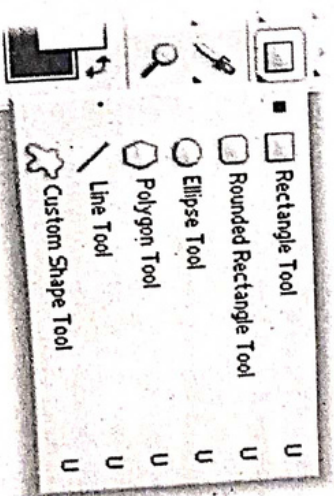 Rectangle Tool U
Rounded Rectangle Tool U
Ellipse Tool U
Polygon Tool U
Line Tool U
Custom Shape Tool U